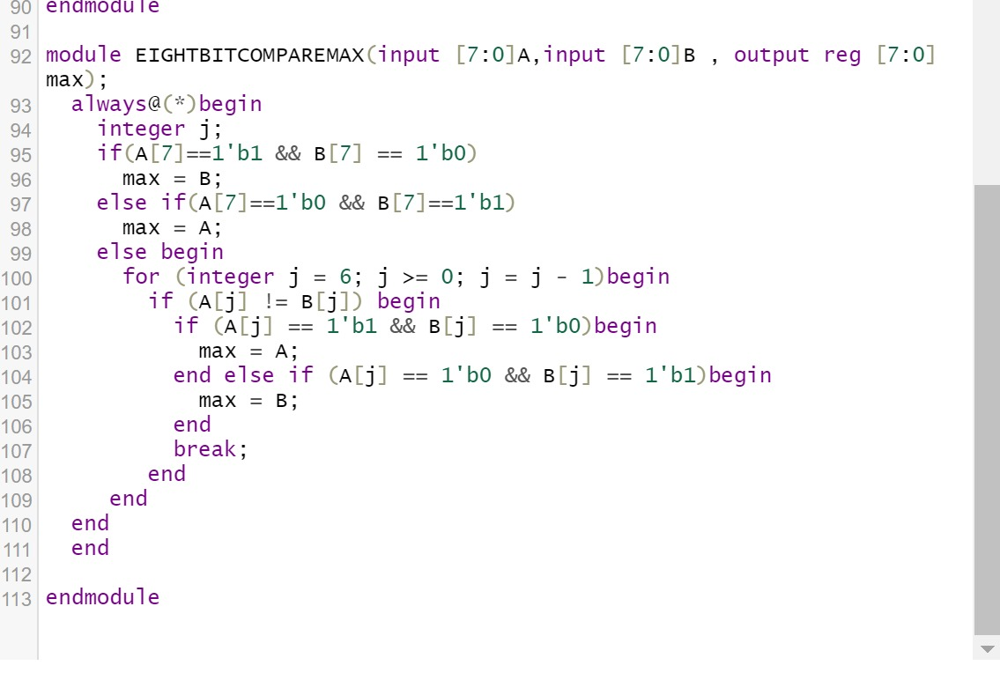 90 endmodule
91
92 module EIGHTBITCOMPAREMAX(input [7:0]A,input [7:0]B , output reg [7:0]
max);
93   always@(*)begin
94     integer j;
95     if(A[7]==1'b1 && B[7] == 1'b0)
96       max = B;
97     else if(A[7]==1'b0 && B[7]==1'b1)
98       max = A;
99     else begin
100       for (integer j = 6; j >= 0; j = j - 1)begin
101         if (A[j] != B[j]) begin
102           if (A[j] == 1'b1 && B[j] == 1'b0)begin
103             max = A;
104           end else if (A[j] == 1'b0 && B[j] == 1'b1)begin
105             max = B;
106           end
107           break;
108         end
109      end
110   end
111   end
112
113 endmodule